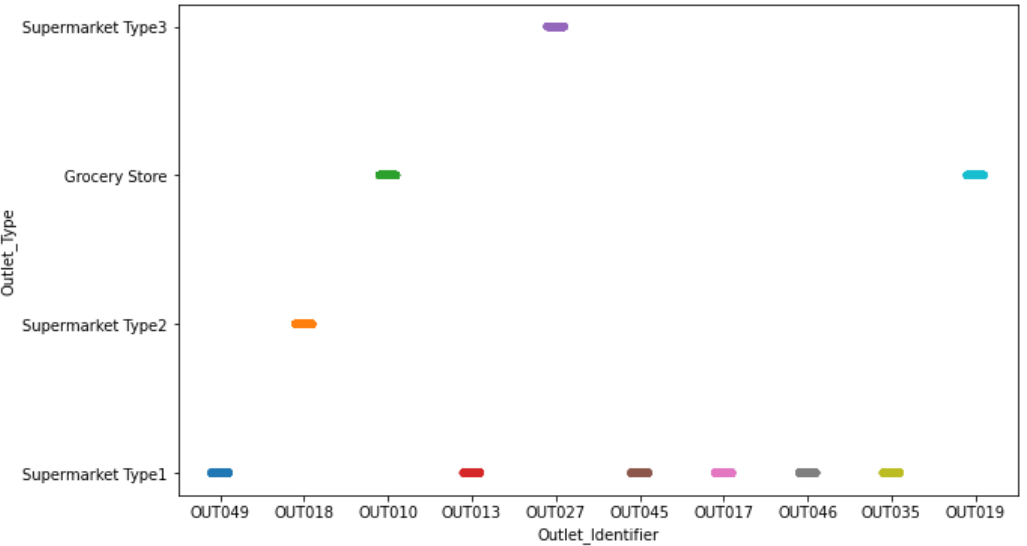 Supermarket Type3
Grocery Store
Outlet_Type
Supermarket Type2
Supermarket Type1
OUT049 OUT018 OUT010 OUT013 OUT027 OUT045 OUT017 OUT046 OUT035 OUT019
Outlet_Identifier